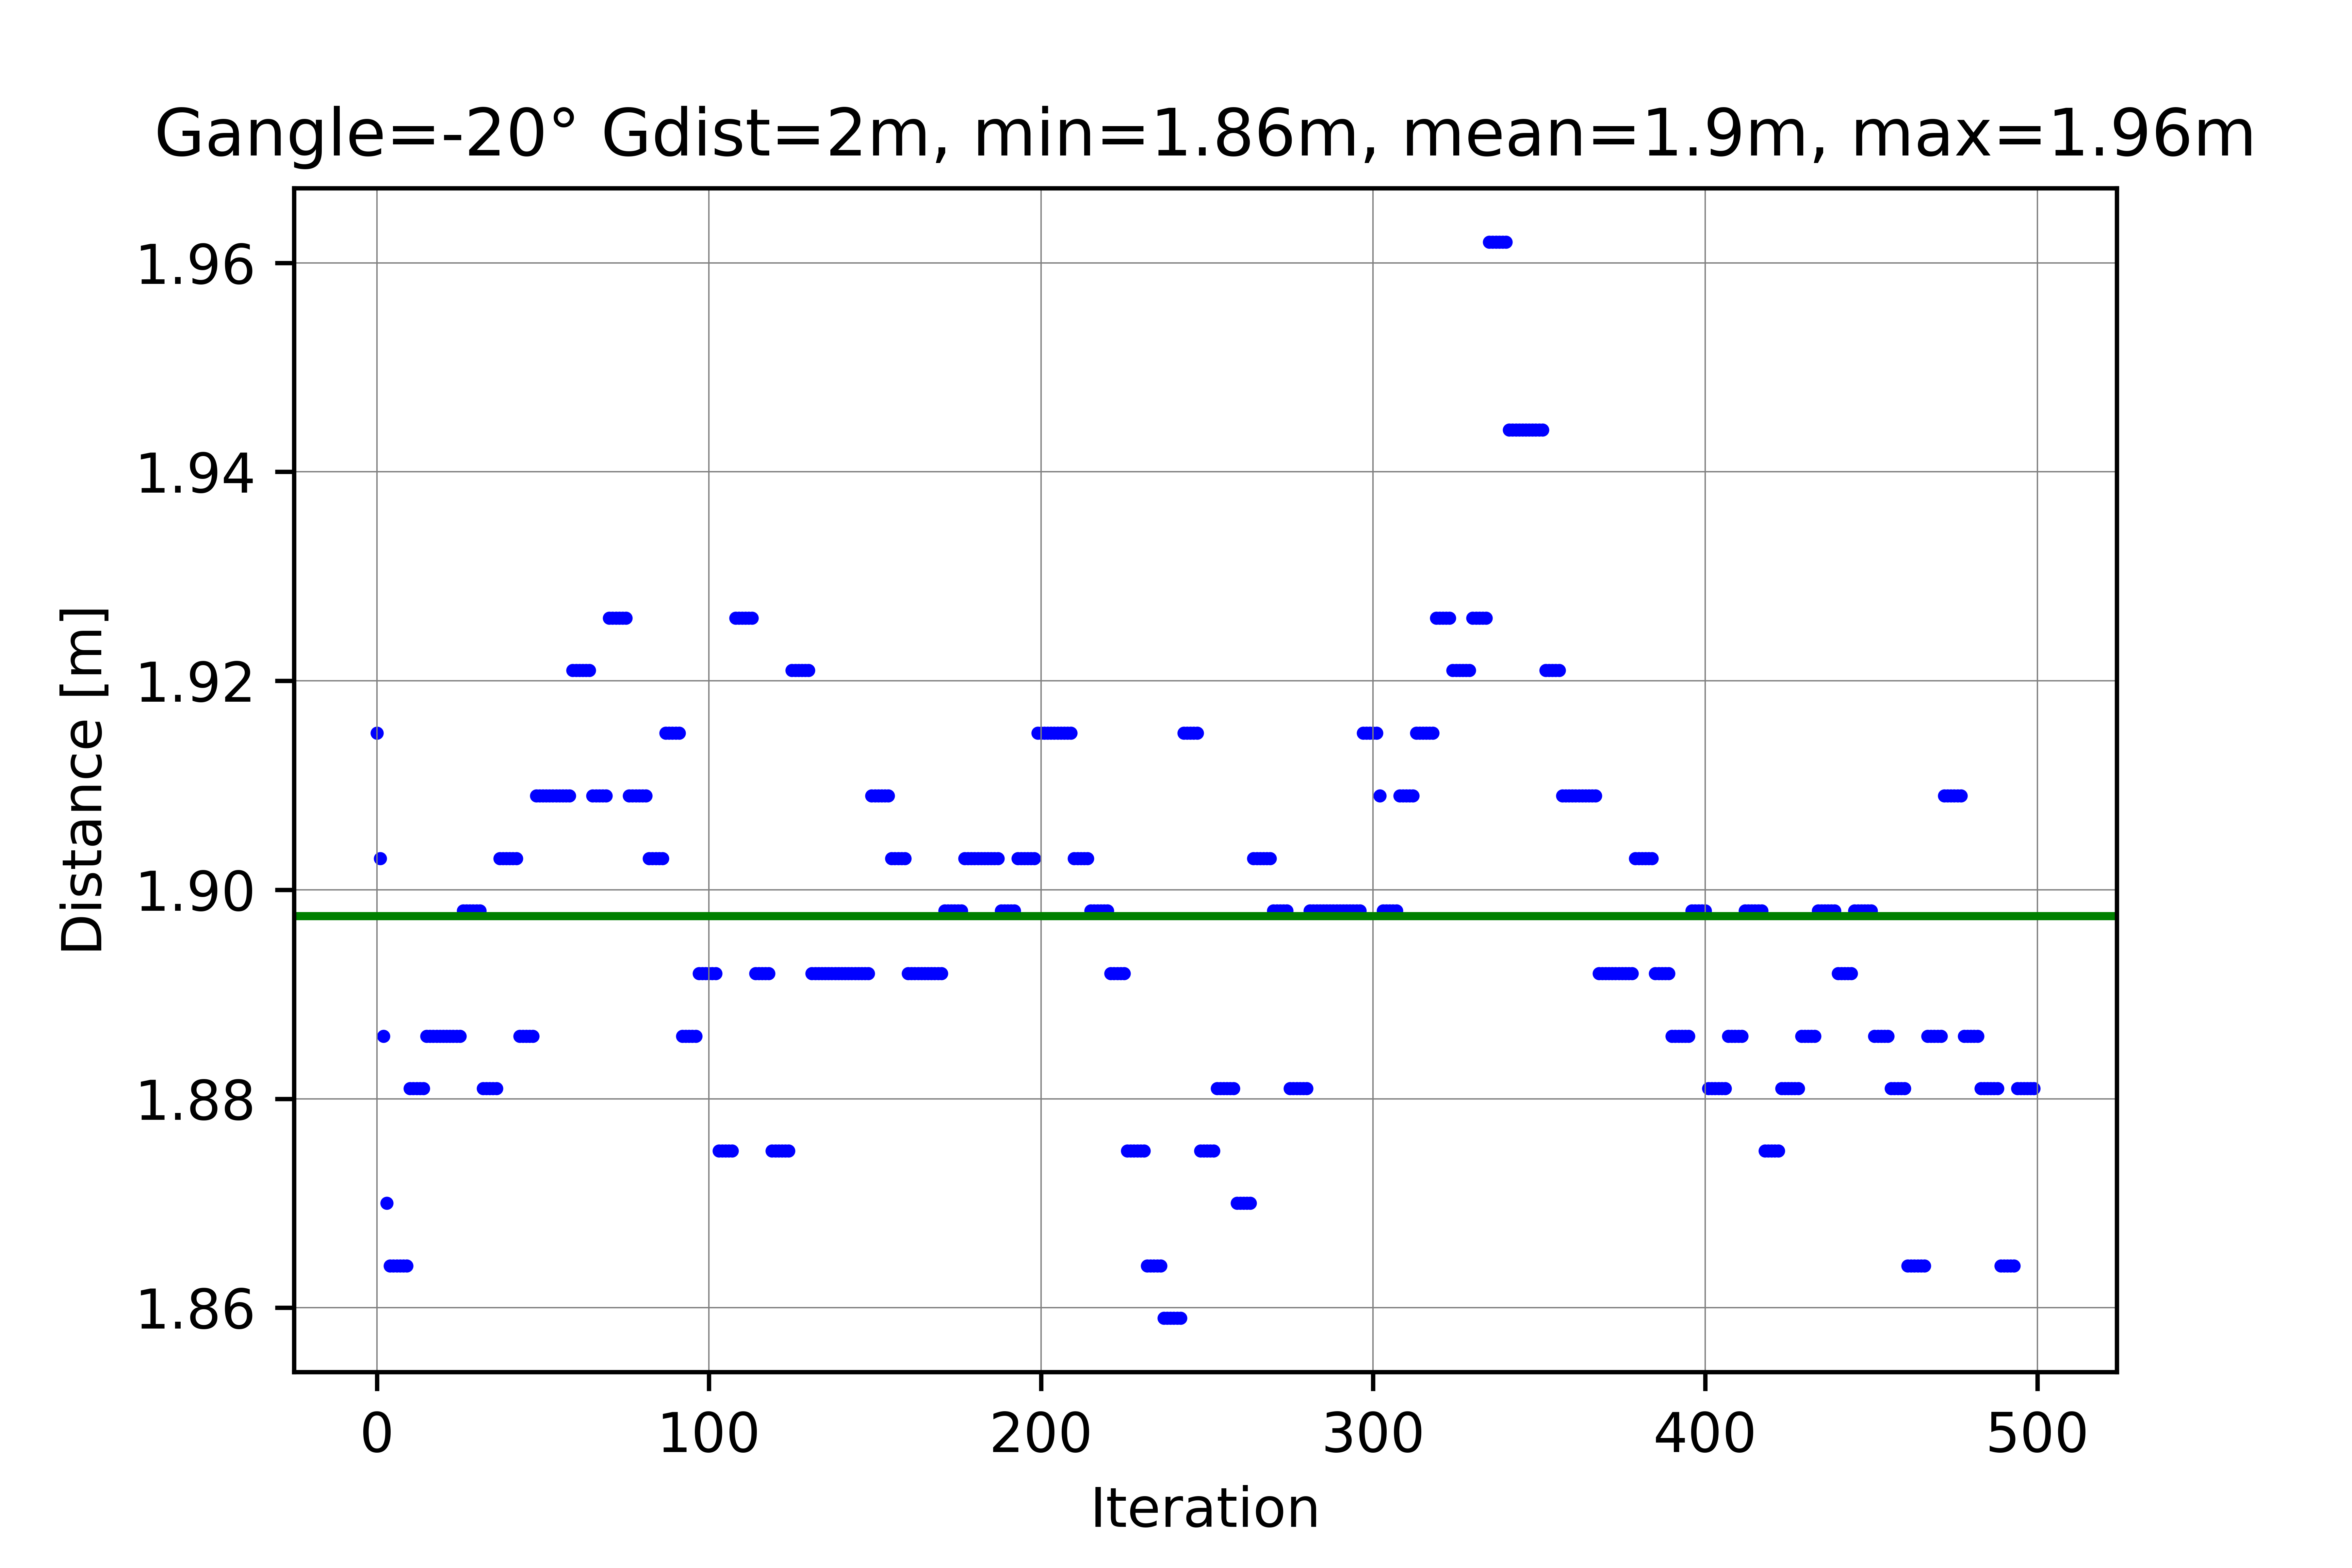 Gangle=-20° Gdist=2m, min=1.86m, mean=1.9m, max=1.96m
1.96
1.94
1.92
1.90
1.88
1.86
Distance [m]
0 100 200 300 400 500
Iteration